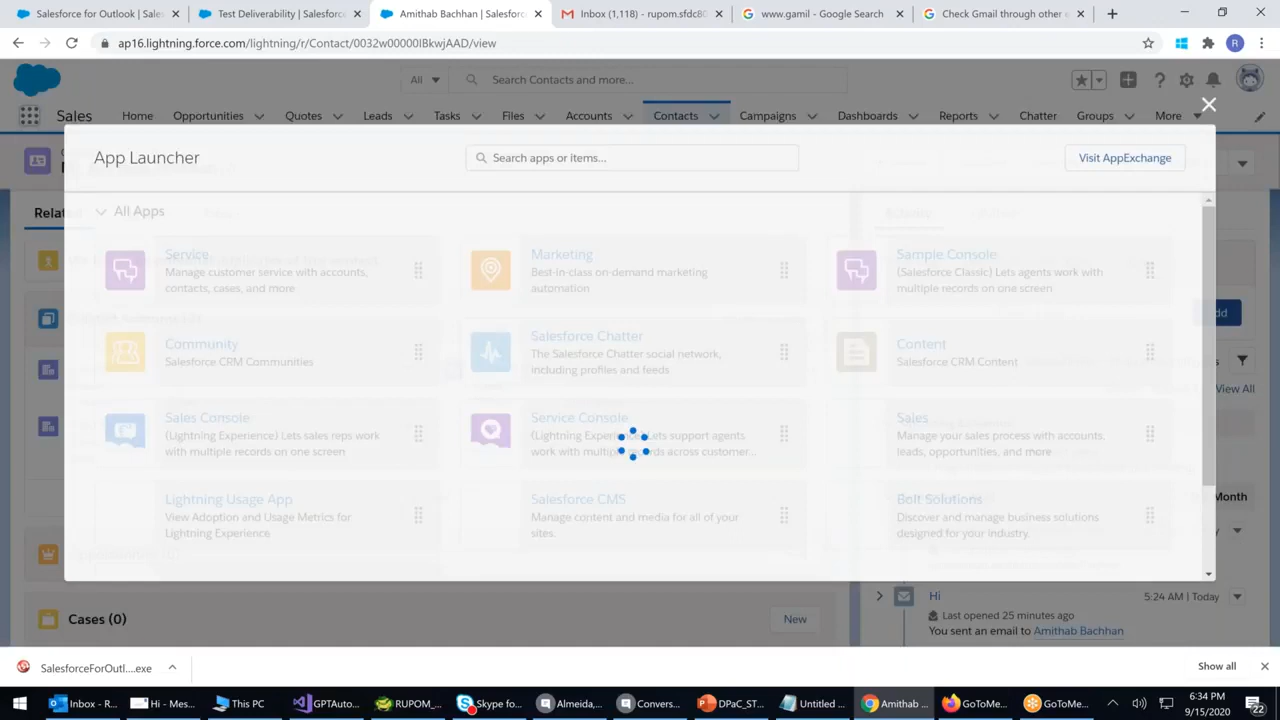 Salesforce for Outlook | Sales
Test Deliverability | Salesforce
Amithab Bachhan | Salesforc
Inbox (1,118) - rupom.sfdc80
www.gamil - Google Search
Check Gmail through other e
ap16.lightning.force.com/lightning/r/Contact/0032w00000IBkwjAAD/view
R
All
Search Contacts and more...
Sales
Home
Opportunities
Quotes
Leads
Tasks
Files
Accounts
Contacts
Campaigns
Dashboards
Reports
Chatter
Groups
More
App Launcher
Search apps or items...
Visit AppExchange
Related
All Apps
Service
Manage customer service with accounts,
contacts, cases, and more
Marketing
Best-in-class on-demand marketing
automation
Sample Console
(Salesforce Classic) Lets agents work with
multiple records on one screen
Community
Salesforce CRM Communities
Salesforce Chatter
The Salesforce Chatter social network,
including profiles and feeds
Content
Salesforce CRM Content
View All
Sales Console
(Lightning Experience) Lets sales reps work
with multiple records on one screen
Service Console
(Lightning Experience) Lets support agents
work with multiple records across customer...
Sales
Manage your sales process with accounts,
leads, opportunities, and more
Month
Lightning Usage App
View Adoption and Usage Metrics for
Lightning Experience
Salesforce CMS
Manage content and media for all of your
sites.
Bolt Solutions
Discover and manage business solutions
designed for your industry.
Hi
5:24 AM | Today
Cases (0)
New
Last opened 25 minutes ago
You sent an email to Amithab Bachhan
SalesforceForOutl....exe
Show all
Inbox - R...
Hi - Mes...
This PC
GPTAuto...
RUPOM_...
Skype fo...
Almeida,...
Convers...
DPaC_ST...
Untitled ...
Amithab ...
GoToMe...
GoToMe...
6:34 PM
9/15/2020
22